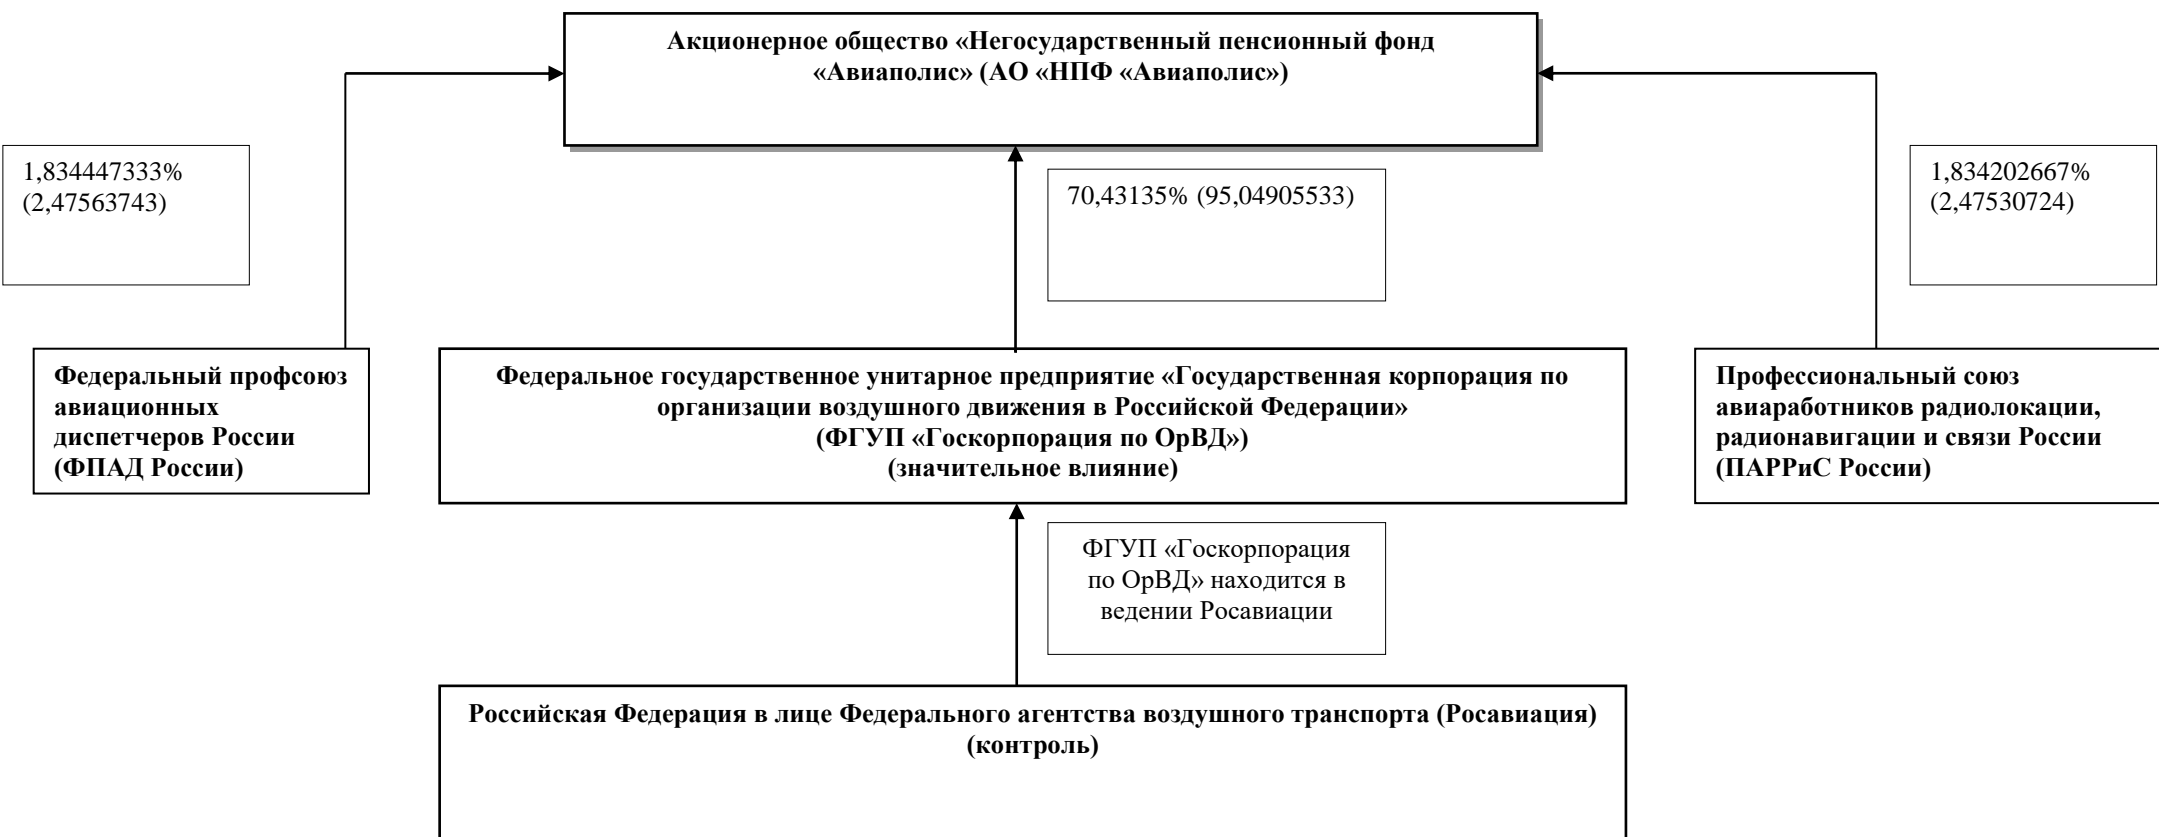 Акционерное общество «Негосударственный пенсионный фонд
«Авиаполис» (АО «НПФ «Авиаполис»)
1,834447333%
(2,47563743)
70,43135% (95,04905533)
1,834202667%
(2,47530724)
Федеральный профсоюз
авиационных
диспетчеров России
(ФПАД России)
Федеральное государственное унитарное предприятие «Государственная корпорация по
организации воздушного движения в Российской Федерации»
(ФГУП «Госкорпорация по ОрВД»)
(значительное влияние)
Профессиональный союз
авиаработников радиолокации,
радионавигации и связи России
(ПАРРиС России)
ФГУП «Госкорпорация
по ОрВД» находится в
ведении Росавиации
Российская Федерация в лице Федерального агентства воздушного транспорта (Росавиация)
(контроль)